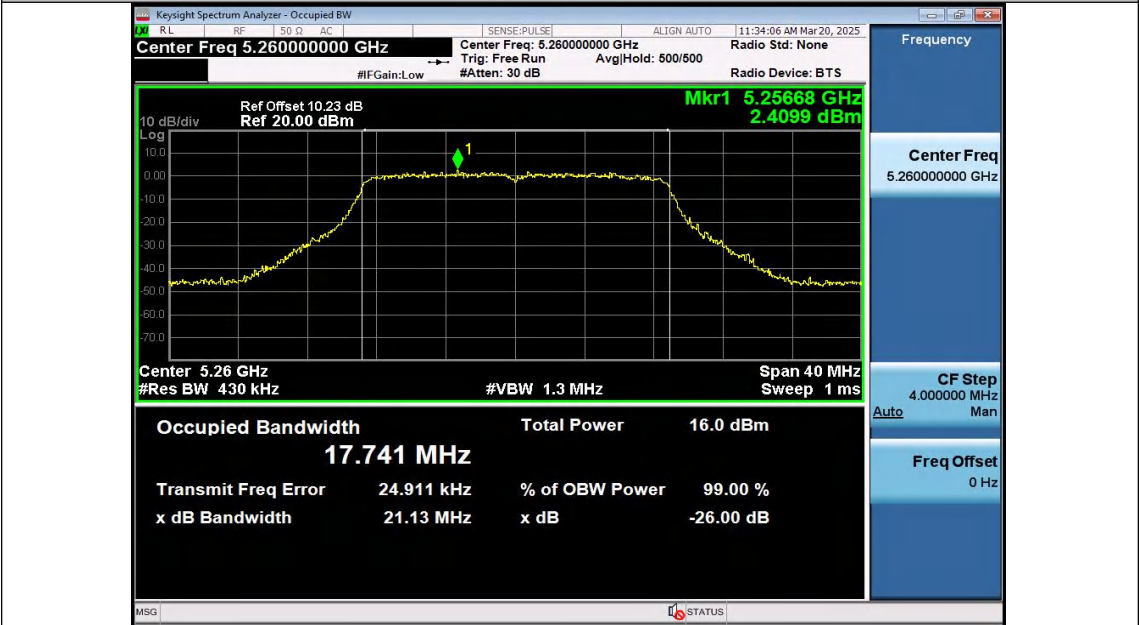 Keysight Spectrum Analyzer - Occupied BW
LXI RL RF 50 Ω AC SENSE:PULSE ALIGN AUTO 11:34:06 AM Mar 20, 2025
Center Freq 5.260000000 GHz
Center Freq: 5.260000000 GHz Radio Std: None
Trig: Free Run Avg|Hold: 500/500
#IFGain:Low #Atten: 30 dB Radio Device: BTS
Frequency
Mkr1 5.25668 GHz
2.4099 dBm
Ref Offset 10.23 dB
10 dB/div Ref 20.00 dBm
Log
10.0
0.00
-10.0
-20.0
-30.0
-40.0
-50.0
-60.0
-70.0
1
Center 5.26 GHz Span 40 MHz
#Res BW 430 kHz #VBW 1.3 MHz Sweep 1 ms
Center Freq
5.260000000 GHz
CF Step
4.000000 MHz
Auto Man
Freq Offset
0 Hz
Occupied Bandwidth Total Power 16.0 dBm
17.741 MHz
Transmit Freq Error 24.911 kHz % of OBW Power 99.00 %
x dB Bandwidth 21.13 MHz x dB -26.00 dB
MSG STATUS